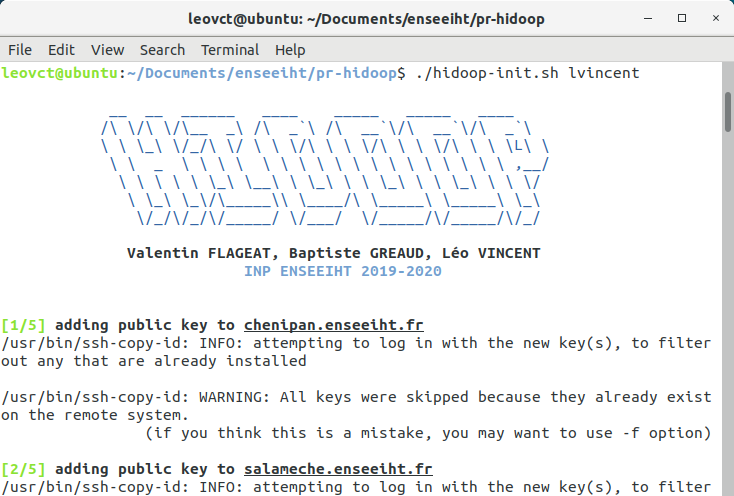 leovct@ubuntu: ~/Documents/enseeiht/pr-hidoop
File Edit View Search Terminal Help
leovct@ubuntu:~/Documents/enseeiht/pr-hidoop$ ./hidoop-init.sh lvincent
HIDOOP
Valentin FLAGEAT, Baptiste GREAUD, Léo VINCENT
INP ENSEEIHT 2019-2020
[1/5] adding public key to chenipan.enseeiht.fr
/usr/bin/ssh-copy-id: INFO: attempting to log in with the new key(s), to filter
out any that are already installed
/usr/bin/ssh-copy-id: WARNING: All keys were skipped because they already exist
on the remote system.
(if you think this is a mistake, you may want to use -f option)
[2/5] adding public key to salameche.enseeiht.fr
/usr/bin/ssh-copy-id: INFO: attempting to log in with the new key(s), to filter